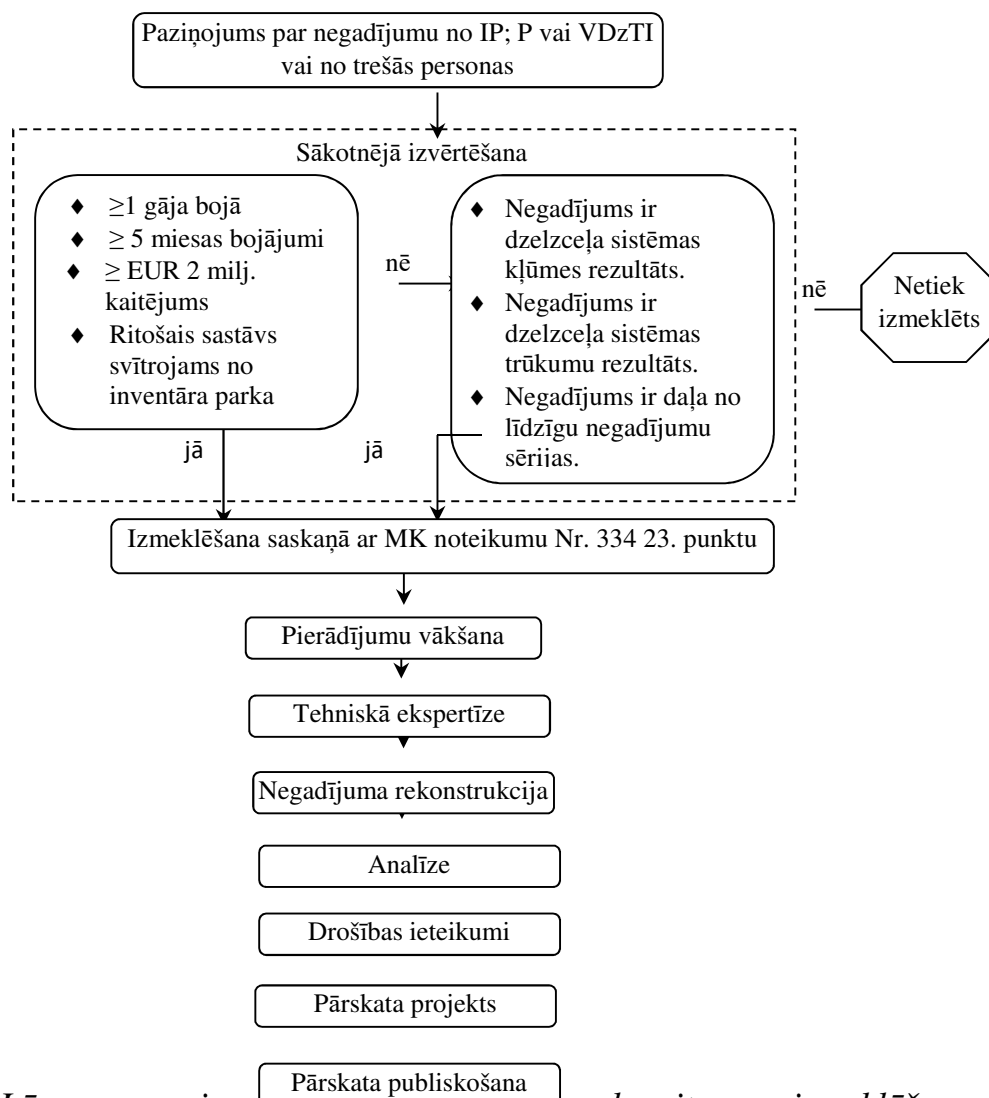 Paziņojums par negadījumu no IP; P vai VDzTI
vai no trešās personas
Sākotnējā izvērtēšana
♦ ≥1 gāja bojā
♦ ≥ 5 miesas bojājumi
♦ ≥ EUR 2 milj.
kaitējums
♦ Ritošais sastāvs
svītrojams no
inventāra parka
nē
♦ Negadījums ir
dzelzceļa sistēmas
kļūmes rezultāts.
♦ Negadījums ir
dzelzceļa sistēmas
trūkumu rezultāts.
♦ Negadījums ir daļa no
līdzīgu negadījumu
sērijas.
nē
Netiek
izmeklēts
jā
jā
Izmeklēšana saskaņā ar MK noteikumu Nr. 334 23. punktu
Pierādījumu vākšana
Tehniskā ekspertīze
Negadījuma rekonstrukcija
Analīze
Drošības ieteikumi
Pārskata projekts
Pārskata publiskošana